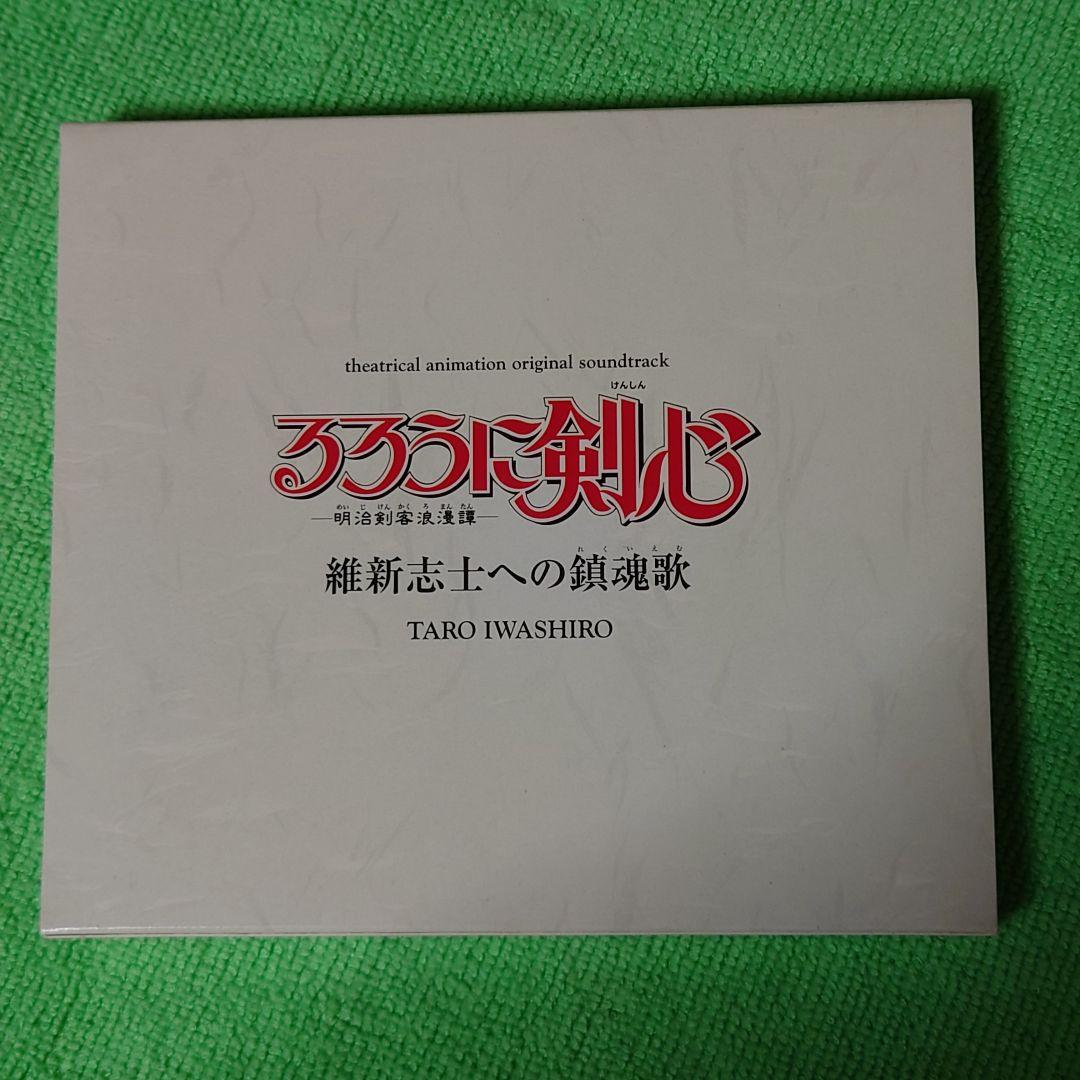 theatrical animation original soundtrack
けんしん
るろうに剣心
めいじけんかくろまんたん
—明治剣客浪漫譚—
れくいえむ
維新志士への鎮魂歌
TARO IWASHIRO